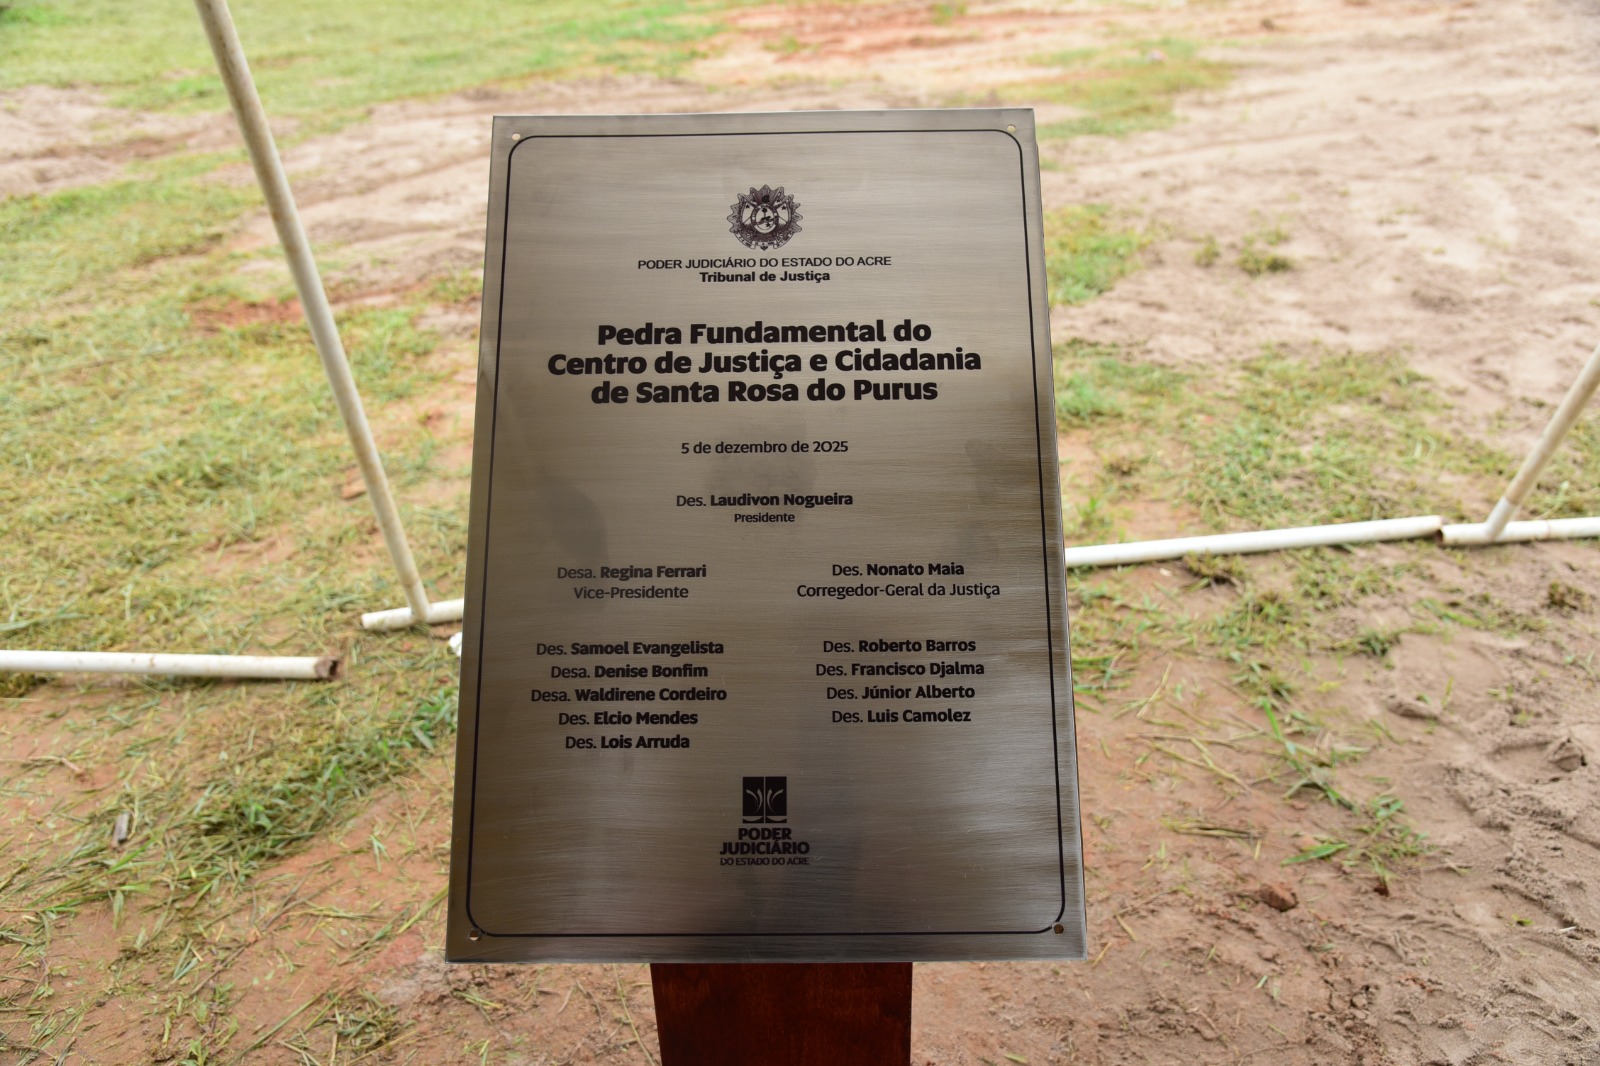 PODER JUDICIÁRIO DO ESTADO DO ACRE
Tribunal de Justiça
Pedra Fundamental do
Centro de Justiça e Cidadania
de Santa Rosa do Purus
5 de dezembro de 2025
Des. Laudivon Nogueira
Presidente
Desa. Regina Ferrari
Vice-Presidente
Des. Nonato Maia
Corregedor-Geral da Justiça
Des. Samoel Evangelista
Desa. Denise Bonfim
Desa. Waldirene Cordeiro
Des. Elcio Mendes
Des. Lois Arruda
Des. Roberto Barros
Des. Francisco Djalma
Des. Júnior Alberto
Des. Luis Camolez
PODER
JUDICIÁRIO
DO ESTADO DO ACRE